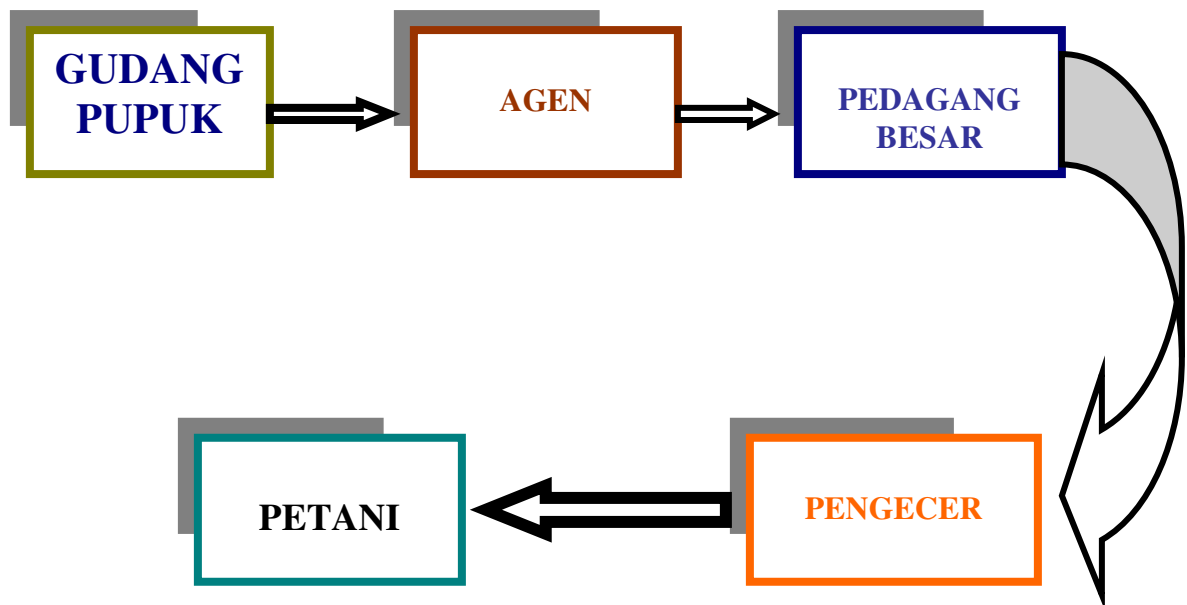 GUDANG
PUPUK
AGEN
PEDAGANG
BESAR
PENGECER
PETANI